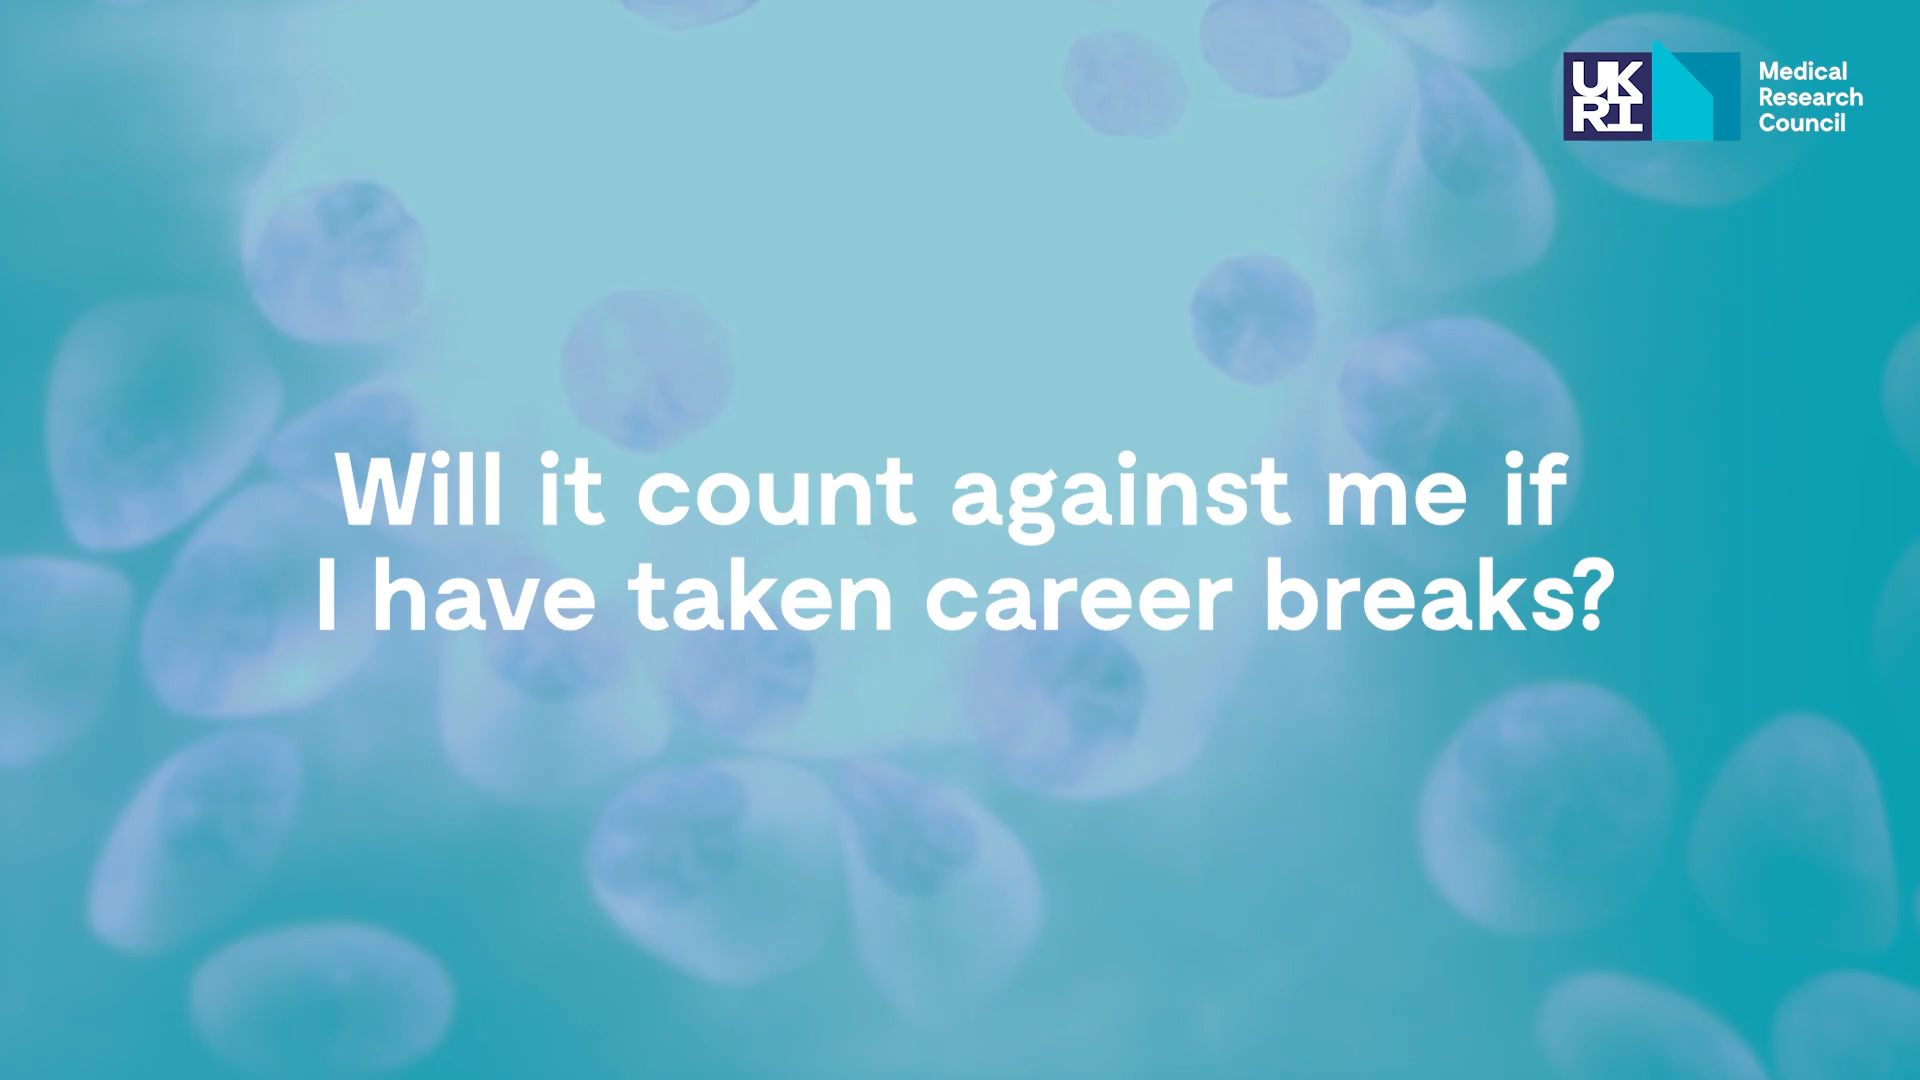 UK
RI
Medical
Research
Council
Will it count against me if
I have taken career breaks?